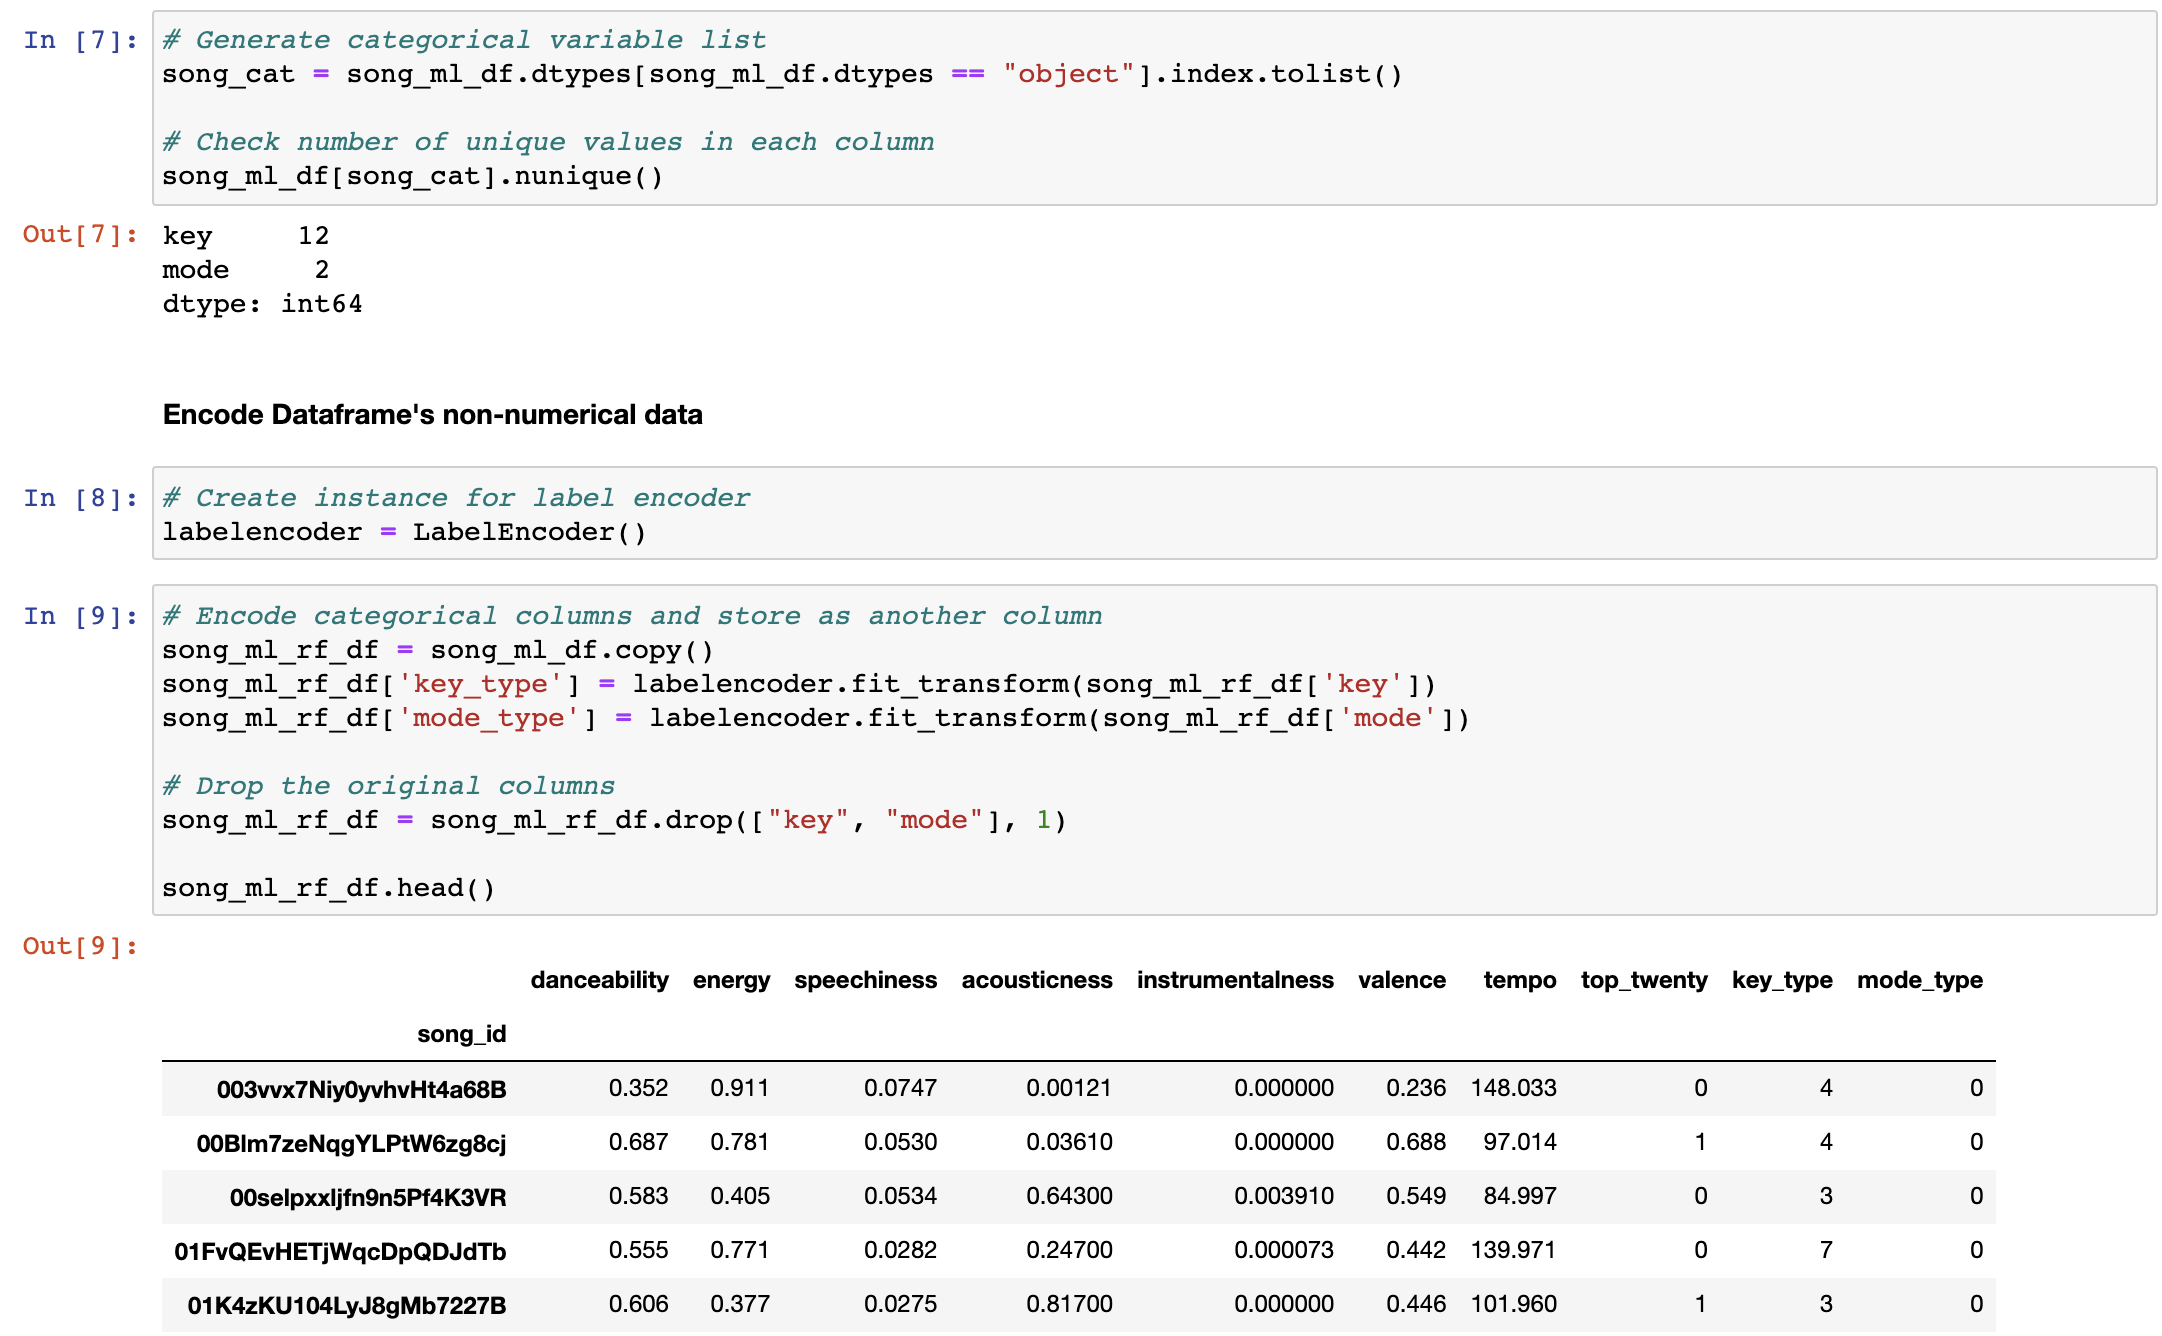 In [7]:
# Generate categorical variable list
song_cat = song_ml_df.dtypes[song_ml_df.dtypes == "object"].index.tolist()
# Check number of unique values in each column
song_ml_df[song_cat].nunique()
Out[7]:
key 12
mode 2
dtype: int64
Encode Dataframe's non-numerical data
In [8]:
# Create instance for label encoder
labelencoder = LabelEncoder()
In [9]:
# Encode categorical columns and store as another column
song_ml_rf_df = song_ml_df.copy()
song_ml_rf_df['key_type'] = labelencoder.fit_transform(song_ml_rf_df['key'])
song_ml_rf_df['mode_type'] = labelencoder.fit_transform(song_ml_rf_df['mode'])
# Drop the original columns
song_ml_rf_df = song_ml_rf_df.drop(["key", "mode"], 1)
song_ml_rf_df.head()
Out[9]:
danceability energy speechiness acousticness instrumentalness valence tempo top_twenty key_type mode_type
song_id
003vvx7Niy0yvhvHt4a68B 0.352 0.911 0.0747 0.00121 0.000000 0.236 148.033 0 4 0
00Blm7zeNqgYLPtW6zg8cj 0.687 0.781 0.0530 0.03610 0.000000 0.688 97.014 1 4 0
00selpxxljfn9n5Pf4K3VR 0.583 0.405 0.0534 0.64300 0.003910 0.549 84.997 0 3 0
01FvQEvHETjWqcDpQDJdTb 0.555 0.771 0.0282 0.24700 0.000073 0.442 139.971 0 7 0
01K4zKU104LyJ8gMb7227B 0.606 0.377 0.0275 0.81700 0.000000 0.446 101.960 1 3 0